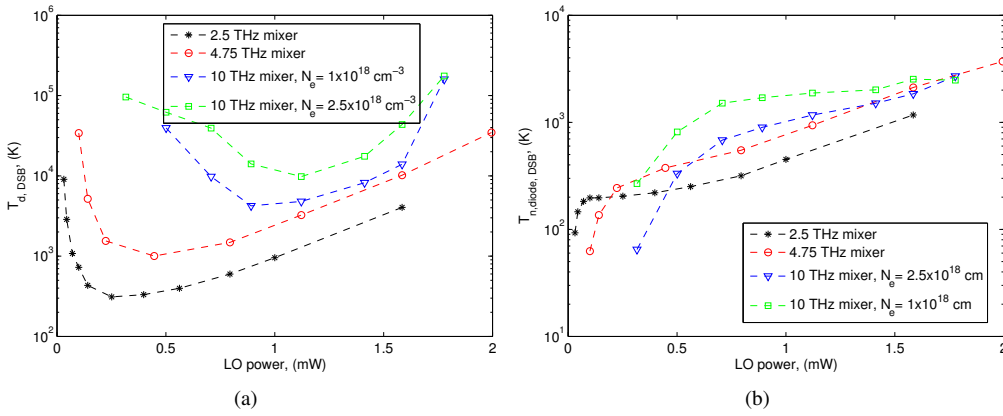 10^6
10^5
10^4
10^3
10^2
T_d, DSB, (K)
0 0.5 1 1.5 2
LO power, (mW)
2.5 THz mixer
4.75 THz mixer
10 THz mixer, N_e = 1x10^18 cm^−3
10 THz mixer, N_e = 2.5x10^18 cm^−3
(a)
10^4
10^3
10^2
10^1
T_n,diode, DSB, (K)
0 0.5 1 1.5 2
LO power, (mW)
2.5 THz mixer
4.75 THz mixer
10 THz mixer, N_e = 2.5x10^18 cm
10 THz mixer, N_e = 1x10^18 cm
(b)